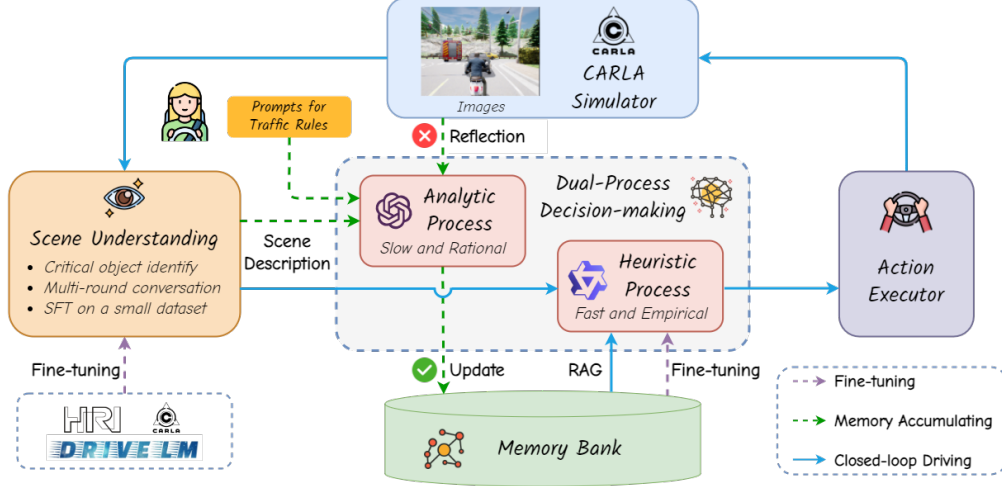 CARLA
CARLA
Simulator
Images
Prompts for
Traffic Rules
Reflection
Analytic
Process
Slow and Rational
Dual-Process
Decision-making
Scene Understanding
• Critical object identify
• Multi-round conversation
• SFT on a small dataset
Scene
Description
Heuristic
Process
Fast and Empirical
Action
Executor
Fine-tuning
Update
RAG
Fine-tuning
HRI
CARLA
DRIVE LM
Memory Bank
Fine-tuning
Memory Accumulating
Closed-loop Driving